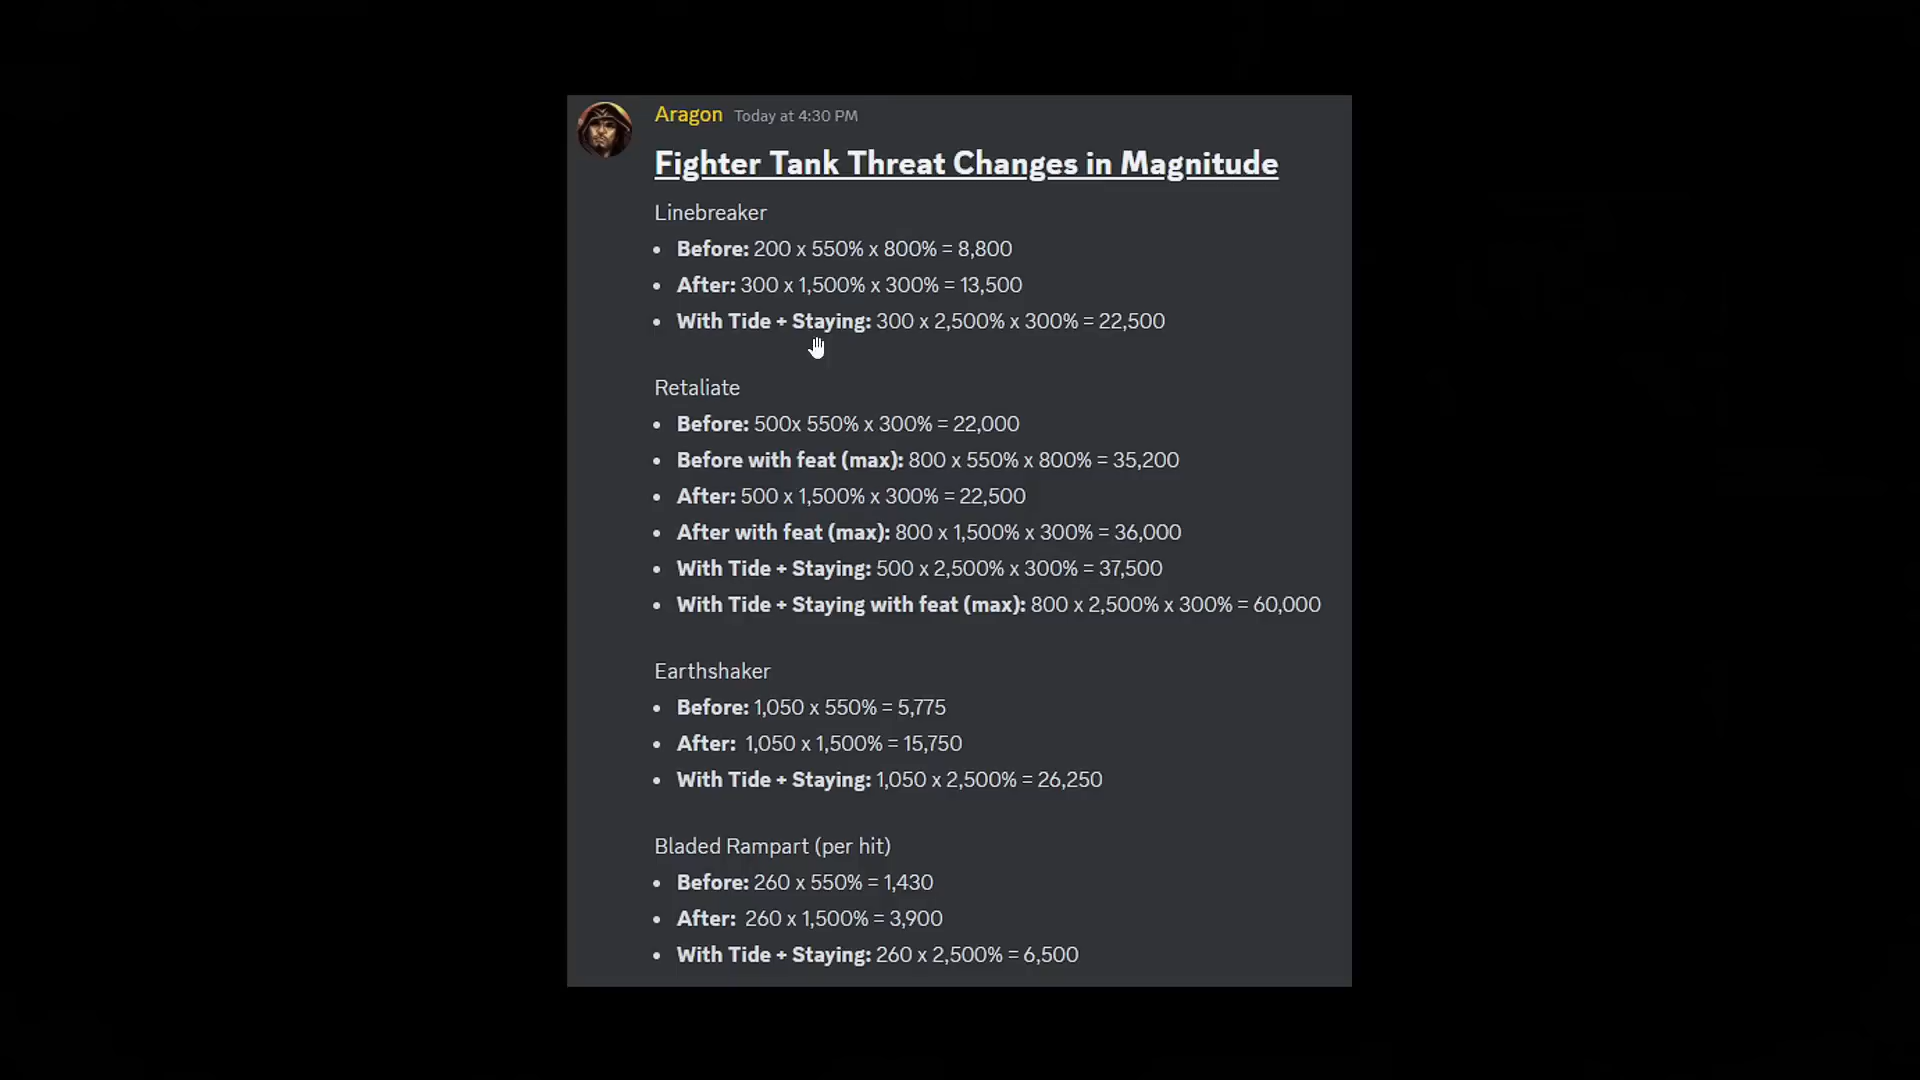 Aragon Today at 4:30 PM
Fighter Tank Threat Changes in Magnitude
Linebreaker
• Before: 200 x 550% x 800% = 8,800
• After: 300 x 1,500% x 300% = 13,500
• With Tide + Staying: 300 x 2,500% x 300% = 22,500
Retaliate
• Before: 500x 550% x 300% = 22,000
• Before with feat (max): 800 x 550% x 800% = 35,200
• After: 500 x 1,500% x 300% = 22,500
• After with feat (max): 800 x 1,500% x 300% = 36,000
• With Tide + Staying: 500 x 2,500% x 300% = 37,500
• With Tide + Staying with feat (max): 800 x 2,500% x 300% = 60,000
Earthshaker
• Before: 1,050 x 550% = 5,775
• After: 1,050 x 1,500% = 15,750
• With Tide + Staying: 1,050 x 2,500% = 26,250
Bladed Rampart (per hit)
• Before: 260 x 550% = 1,430
• After: 260 x 1,500% = 3,900
• With Tide + Staying: 260 x 2,500% = 6,500